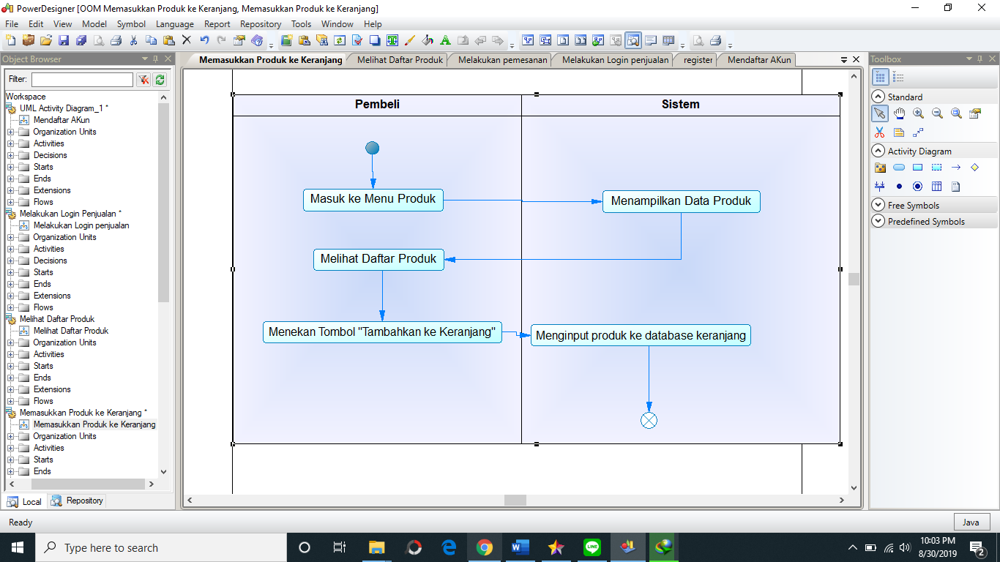 PowerDesigner [OOM Memasukkan Produk ke Keranjang, Memasukkan Produk ke Keranjang]
File Edit View Model Symbol Language Report Repository Tools Window Help
Object Browser
Filter:
Workspace
UML Activity Diagram_1 *
Mendaftar AKun
Organization Units
Activities
Decisions
Starts
Ends
Extensions
Flows
Melakukan Login Penjualan *
Melakukan Login penjualan
Organization Units
Activities
Decisions
Starts
Ends
Extensions
Flows
Melihat Daftar Produk
Melihat Daftar Produk
Organization Units
Activities
Starts
Ends
Extensions
Flows
Memasukkan Produk ke Keranjang *
Memasukkan Produk ke Keranjang
Organization Units
Activities
Starts
Ends
Local Repository
Memasukkan Produk ke Keranjang Melihat Daftar Produk Melakukan pemesanan Melakukan Login penjualan register Mendaftar AKun
Pembeli Sistem
Masuk ke Menu Produk
Menampilkan Data Produk
Melihat Daftar Produk
Menekan Tombol "Tambahkan ke Keranjang"
Menginput produk ke database keranjang
Toolbox
Standard
Activity Diagram
Free Symbols
Predefined Symbols
Ready
Java
Type here to search
10:03 PM
8/30/2019
2